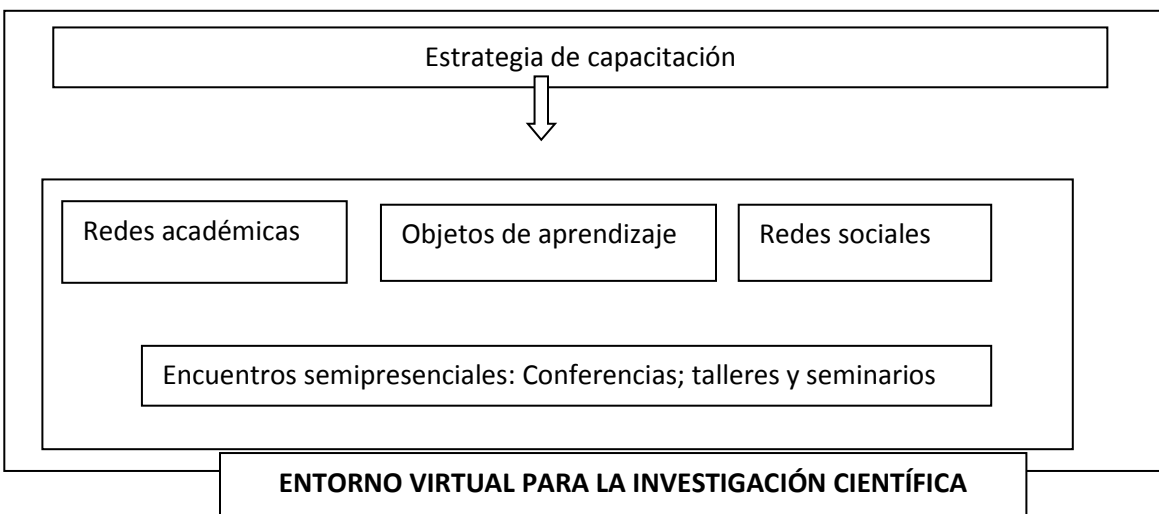 Estrategia de capacitación
Redes académicas
Objetos de aprendizaje
Redes sociales
Encuentros semipresenciales: Conferencias; talleres y seminarios
ENTORNO VIRTUAL PARA LA INVESTIGACIÓN CIENTÍFICA